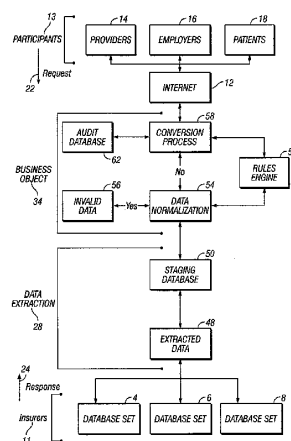 13
PARTICIPANTS
14
PROVIDERS
16
EMPLOYERS
18
PATIENTS
Request
22
INTERNET
12
58
AUDIT
DATABASE
62
CONVERSION
PROCESS
BUSINESS
OBJECT
34
No
56
INVALID
DATA
Yes
54
DATA
NORMALIZATION
5
RULES
ENGINE
50
STAGING
DATABASE
DATA
EXTRACTION
28
48
EXTRACTED
DATA
24
Response
Insurers
11
4
DATABASE SET
6
DATABASE SET
8
DATABASE SET